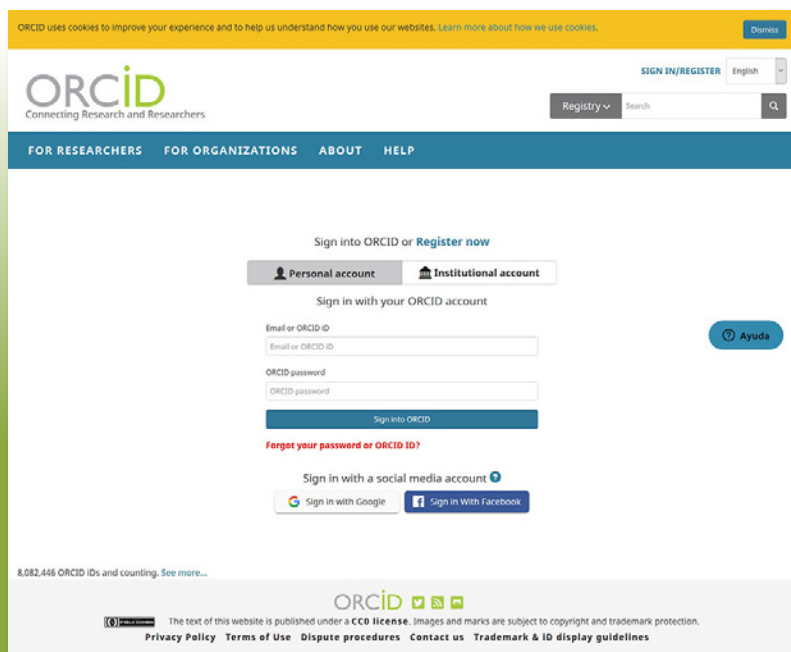 ORCID uses cookies to improve your experience and to help us understand how you use our websites. Learn more about how we use cookies.
Dismiss
SIGN IN/REGISTER
English
ORCID
Connecting Research and Researchers
Registry
Search
FOR RESEARCHERS
FOR ORGANIZATIONS
ABOUT
HELP
Sign into ORCID or Register now
Personal account
Institutional account
Sign in with your ORCID account
Email or ORCID iD
Email or ORCID iD
Ayuda
ORCID password
ORCID password
Sign into ORCID
Forgot your password or ORCID ID?
Sign in with a social media account
Sign in with Google
Sign in With Facebook
8,082,446 ORCID iDs and counting. See more...
ORCID
PUBLIC DOMAIN
The text of this website is published under a CC0 license. Images and marks are subject to copyright and trademark protection.
Privacy Policy Terms of Use Dispute procedures Contact us Trademark & iD display guidelines